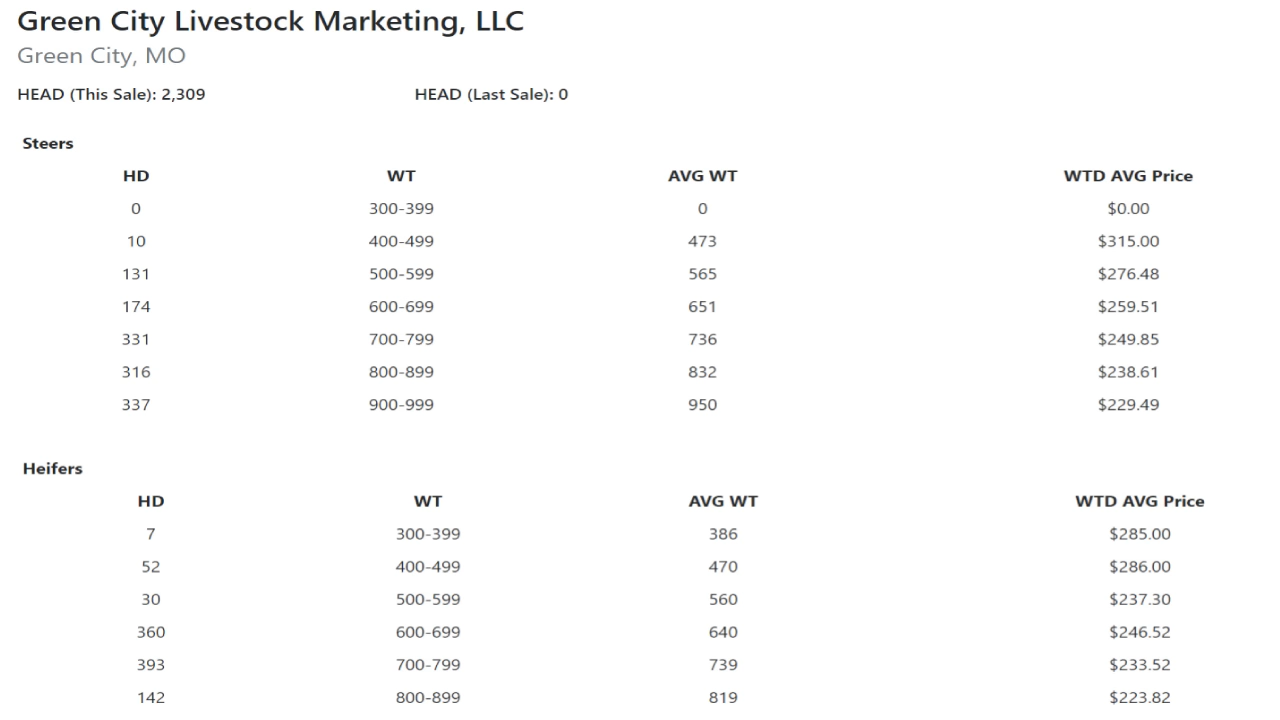 Green City Livestock Marketing, LLC
Green City, MO
HEAD (This Sale): 2,309 HEAD (Last Sale): 0
Steers
HD WT AVG WT WTD AVG Price
0 300-399 0 $0.00
10 400-499 473 $315.00
131 500-599 565 $276.48
174 600-699 651 $259.51
331 700-799 736 $249.85
316 800-899 832 $238.61
337 900-999 950 $229.49
Heifers
HD WT AVG WT WTD AVG Price
7 300-399 386 $285.00
52 400-499 470 $286.00
30 500-599 560 $237.30
360 600-699 640 $246.52
393 700-799 739 $233.52
142 800-899 819 $223.82